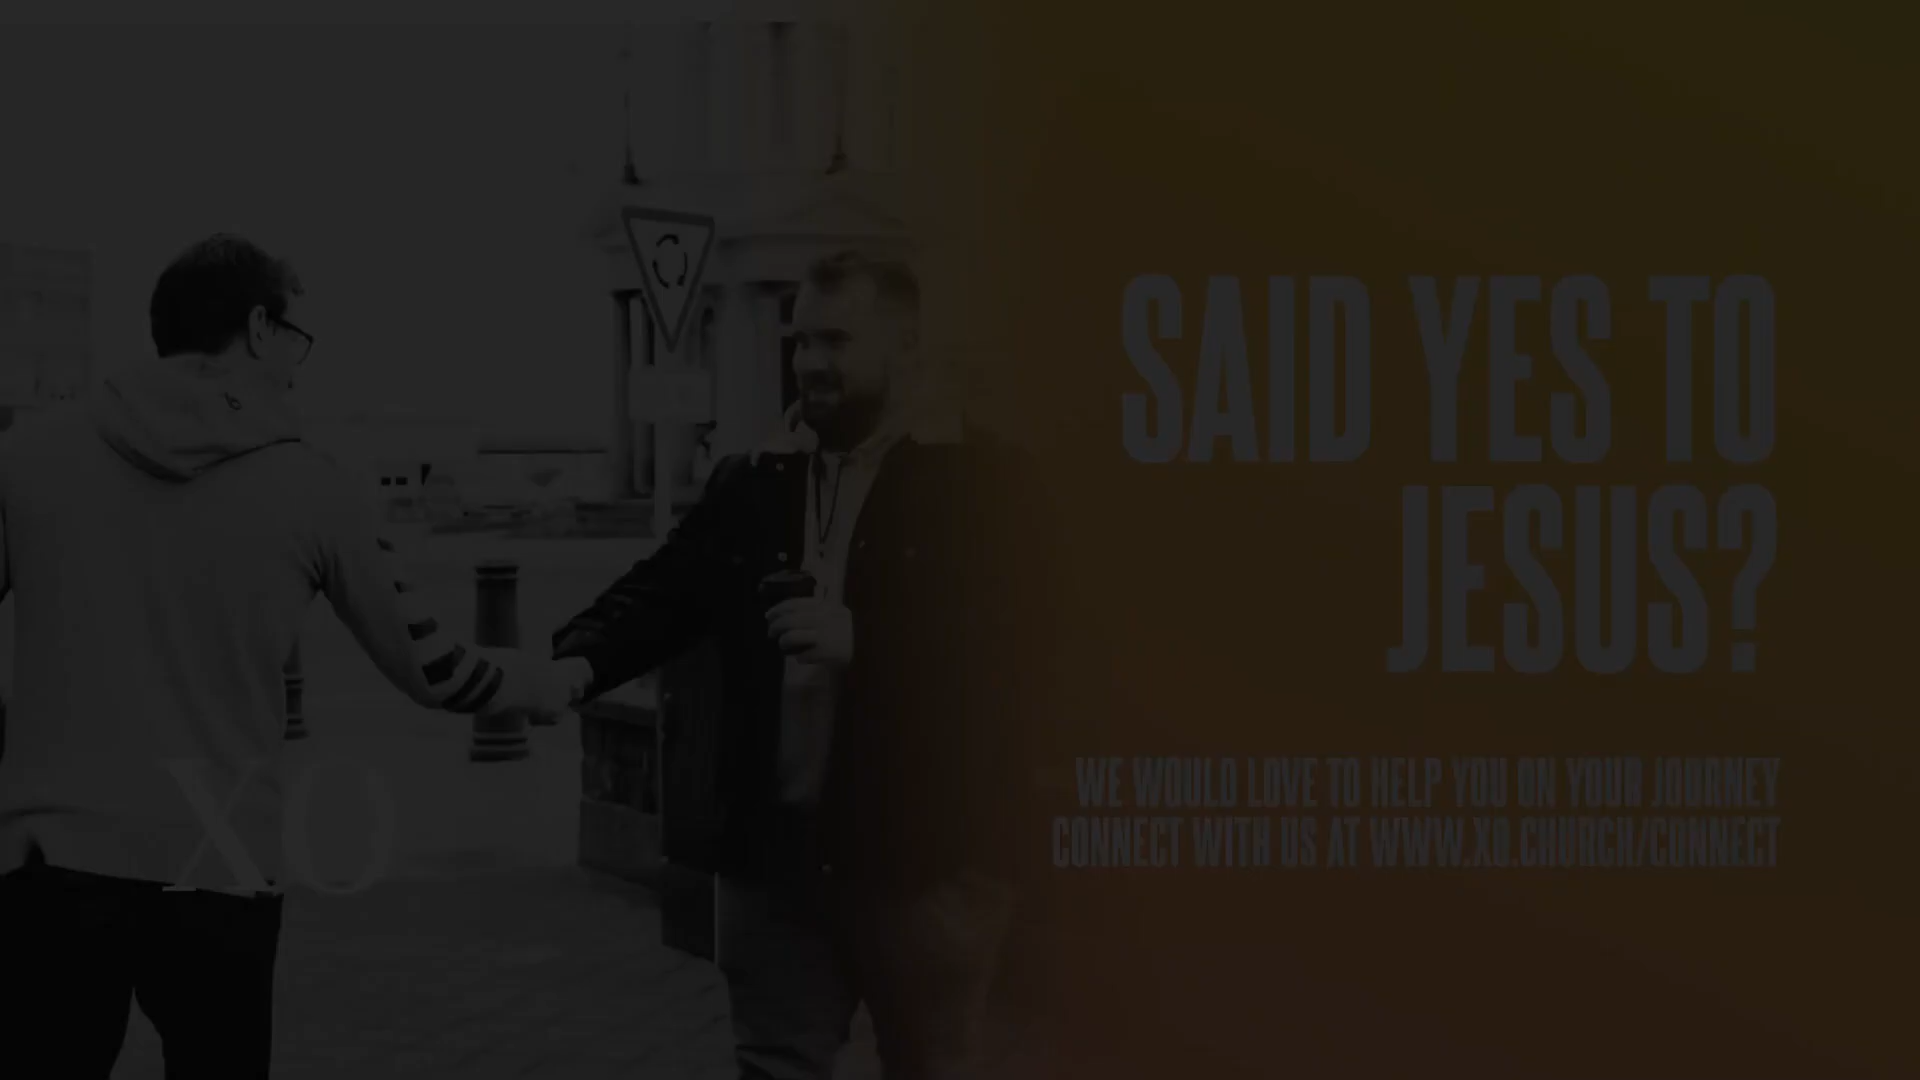 SAID YES TO
JESUS?
WE WOULD LOVE TO HELP YOU ON YOUR JOURNEY
CONNECT WITH US AT WWW.XO.CHURCH/CONNECT
XO